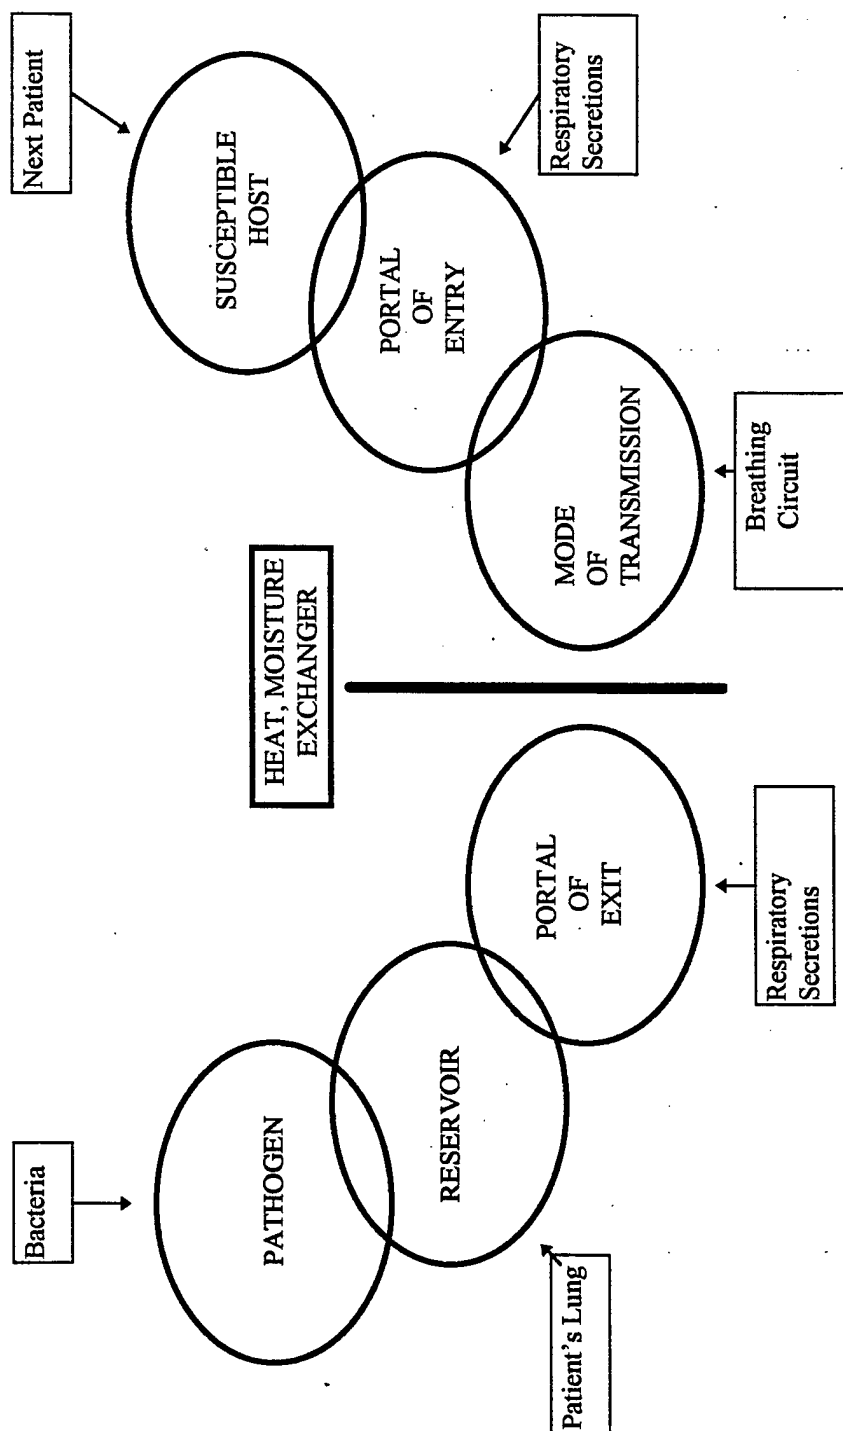 Bacteria
PATHOGEN
Patient's Lung
RESERVOIR
PORTAL
OF
EXIT
Respiratory
Secretions
HEAT, MOISTURE
EXCHANGER
MODE
OF
TRANSMISSION
Breathing
Circuit
PORTAL
OF
ENTRY
Respiratory
Secretions
SUSCEPTIBLE
HOST
Next Patient